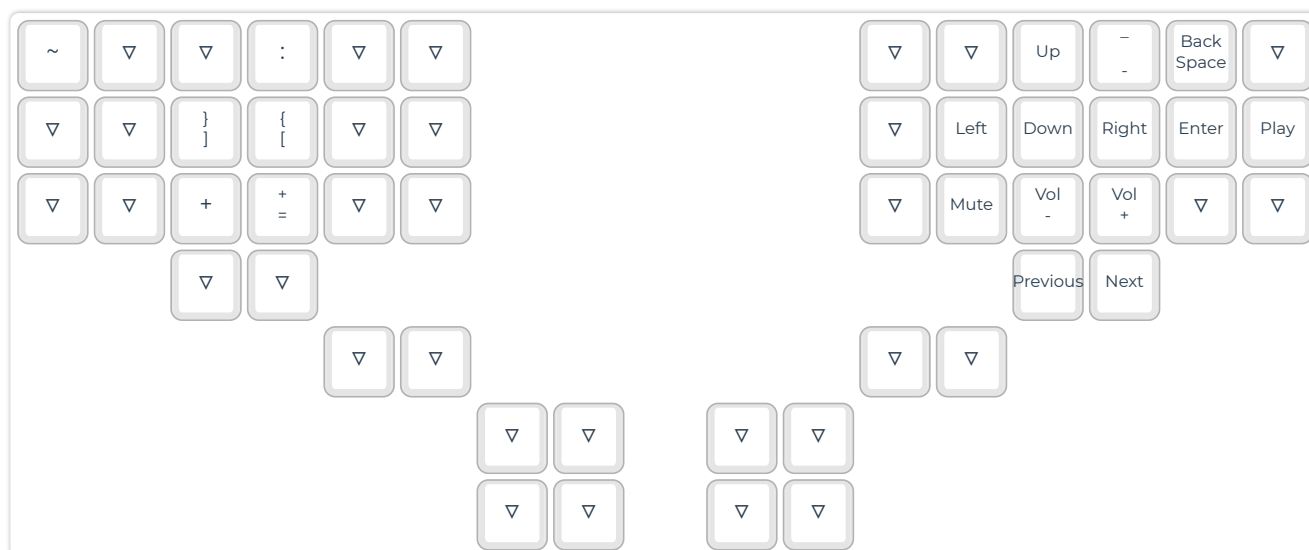 ~ ▽ ▽ : ▽ ▽ ▽ ▽ Up _ - Back Space ▽
▽ ▽ } ] { [ ▽ ▽ ▽ Left Down Right Enter Play
▽ ▽ + + = ▽ ▽ ▽ Mute Vol - Vol + ▽ ▽
▽ ▽ Previous Next
▽ ▽ ▽ ▽
▽ ▽ ▽ ▽
▽ ▽ ▽ ▽